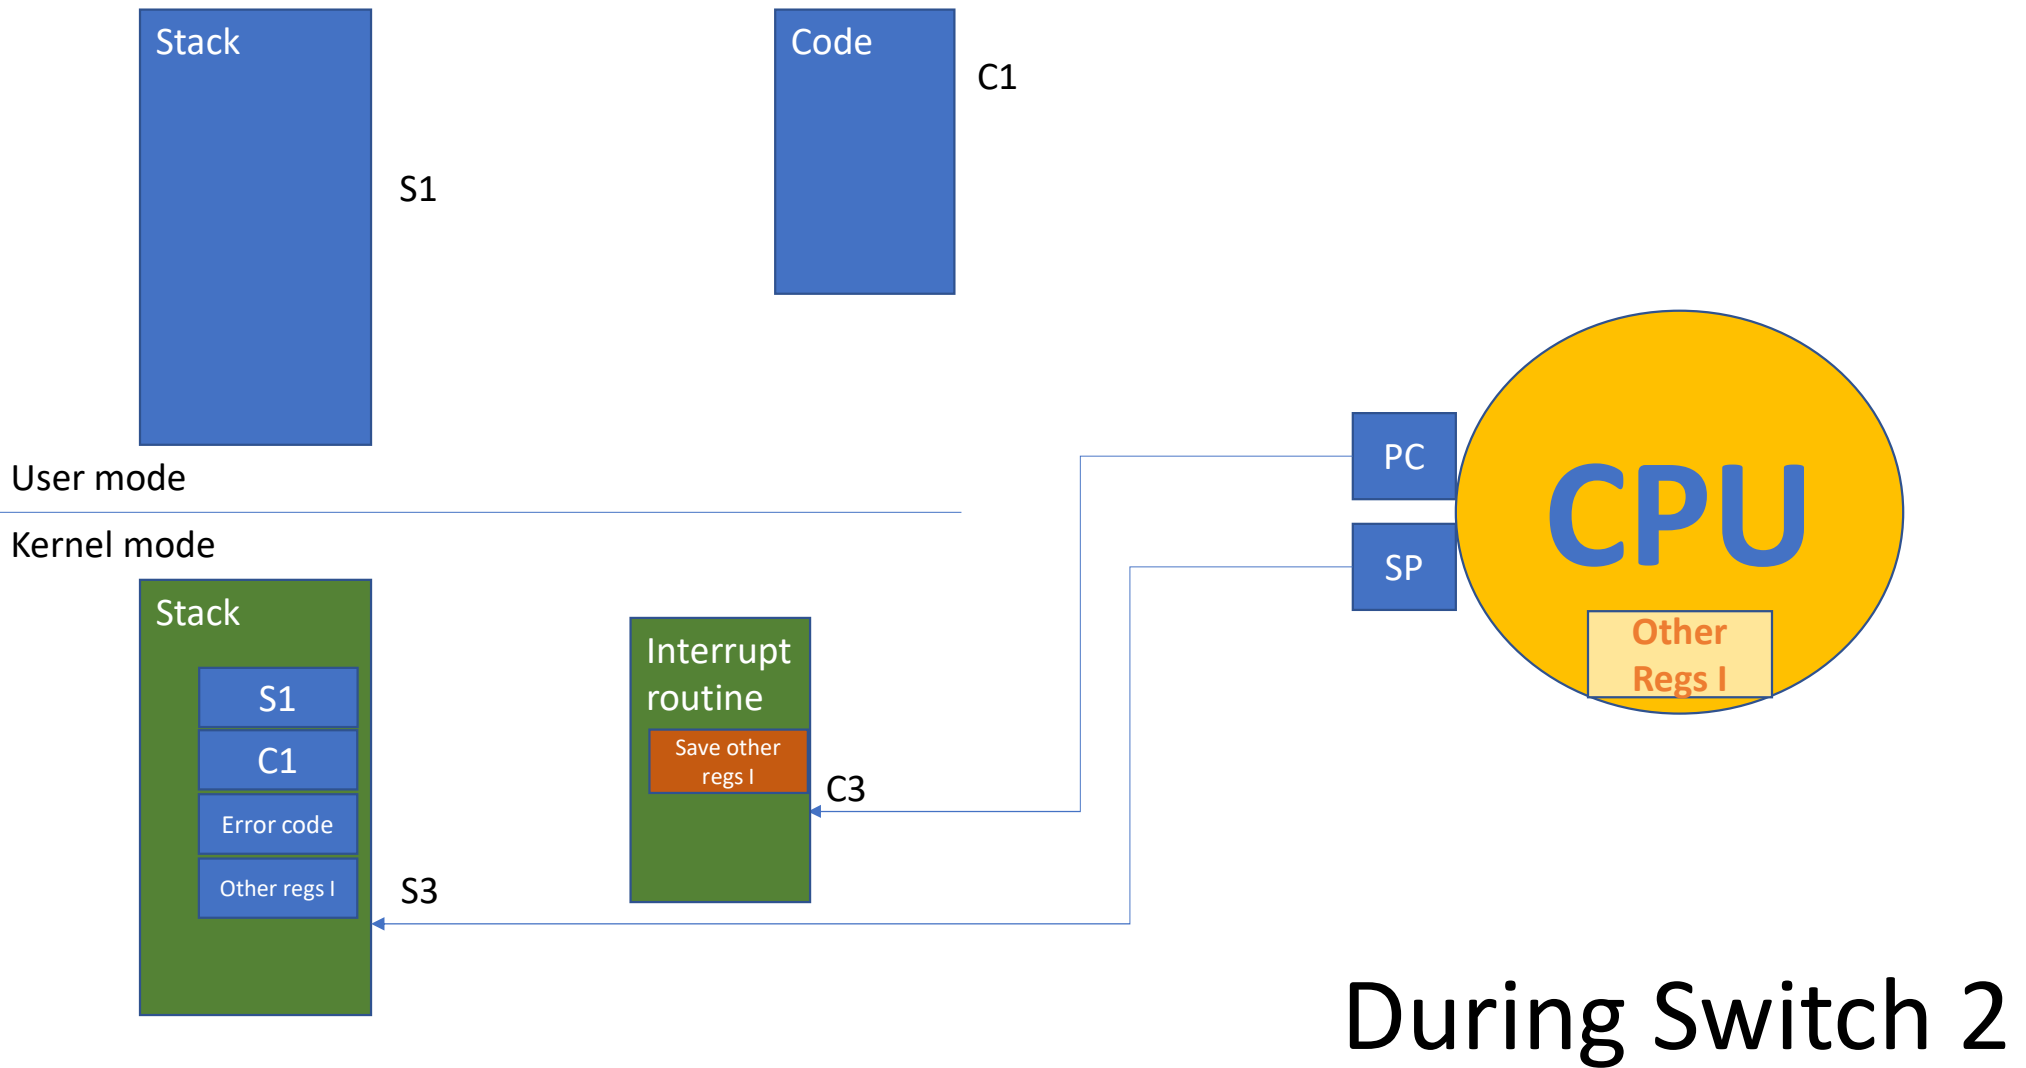 Stack
Code
C1
S1
User mode
Kernel mode
PC
SP
CPU
Other
Regs I
Stack
S1
C1
Error code
Other regs I
S3
Interrupt
routine
Save other
regs I
C3
During Switch 2